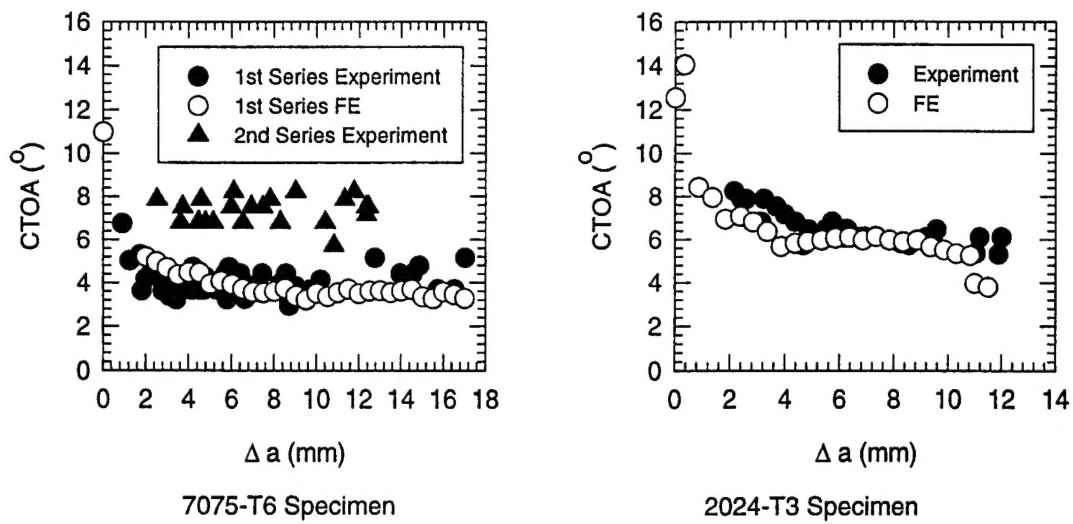 16
14
12
10
8
6
4
2
0
CTOA (°)
1st Series Experiment
1st Series FE
2nd Series Experiment
0 2 4 6 8 10 12 14 16 18
Δ a (mm)
7075-T6 Specimen
16
14
12
10
8
6
4
2
0
CTOA (°)
Experiment
FE
0 2 4 6 8 10 12 14
Δ a (mm)
2024-T3 Specimen